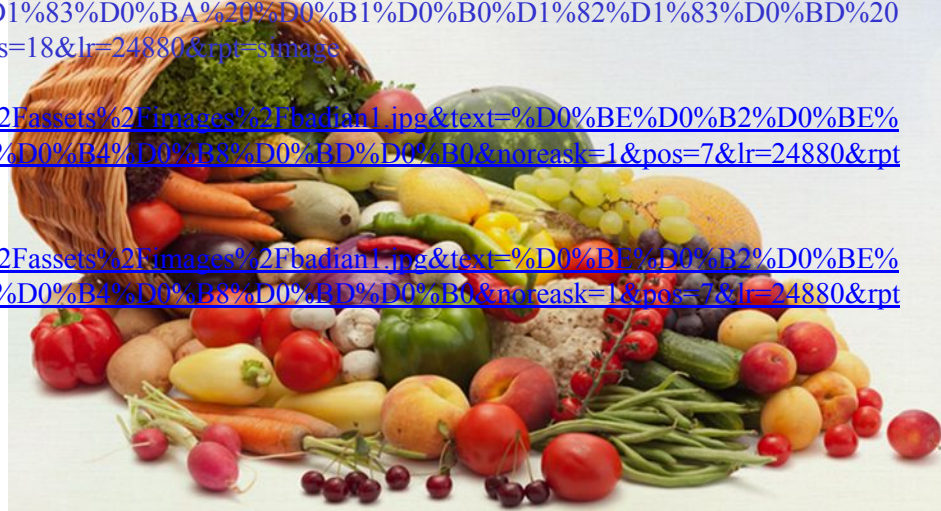 D1%83%D0%BA%20%D0%B1%D0%B0%D1%82%D1%83%D0%BD%20
s=18&lr=24880&rpt=simage
2Fassets%2Fimages%2Fbadian1.jpg&text=%D0%BE%D0%B2%D0%BE%
%D0%B4%D0%B8%D0%BD%D0%B0&noreask=1&pos=7&lr=24880&rpt
2Fassets%2Fimages%2Fbadian1.jpg&text=%D0%BE%D0%B2%D0%BE%
%D0%B4%D0%B8%D0%BD%D0%B0&noreask=1&pos=7&lr=24880&rpt